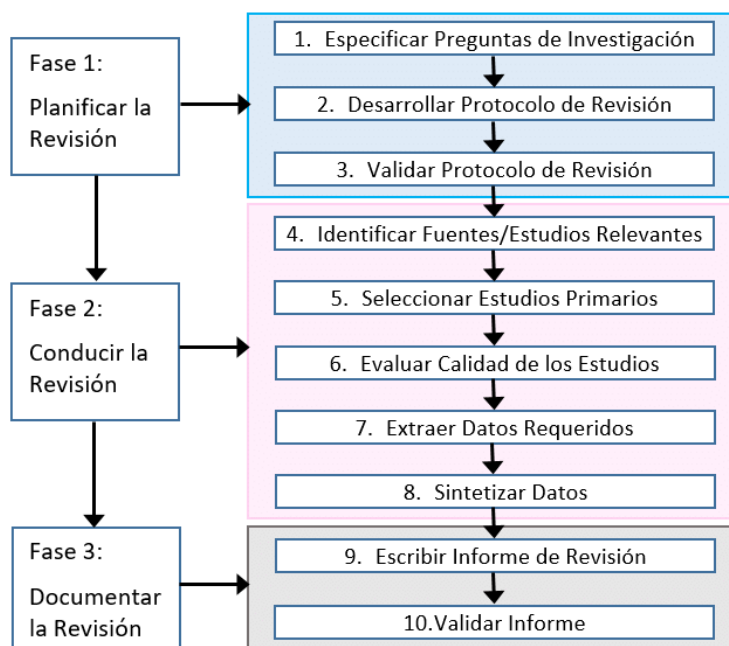 Fase 1:
Planificar la
Revisión
1. Especificar Preguntas de Investigación
2. Desarrollar Protocolo de Revisión
3. Validar Protocolo de Revisión
Fase 2:
Conducir la
Revisión
4. Identificar Fuentes/Estudios Relevantes
5. Seleccionar Estudios Primarios
6. Evaluar Calidad de los Estudios
7. Extraer Datos Requeridos
8. Sintetizar Datos
Fase 3:
Documentar
la Revisión
9. Escribir Informe de Revisión
10.Validar Informe